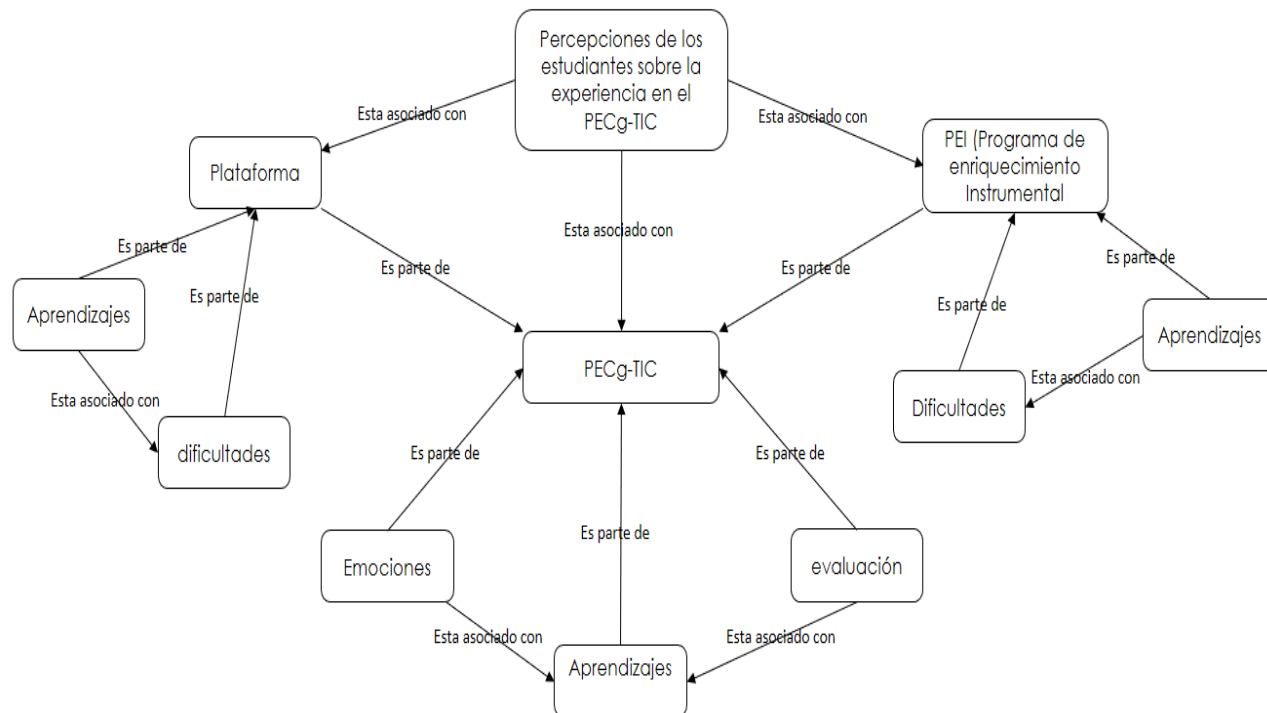 Percepciones de los
estudiantes sobre la
experiencia en el
PECg-TIC
Esta asociado con
Esta asociado con
PEI (Programa de
enriquecimiento
Instrumental
Plataforma
Esta asociado con
Es parte de
Es parte de
Es parte de
Es parte de
Es parte de
Es parte de
Aprendizajes
Aprendizajes
PECg-TIC
Esta asociado con
Esta asociado con
Dificultades
dificultades
Es parte de
Es parte de
Es parte de
Emociones
evaluación
Esta asociado con
Esta asociado con
Aprendizajes